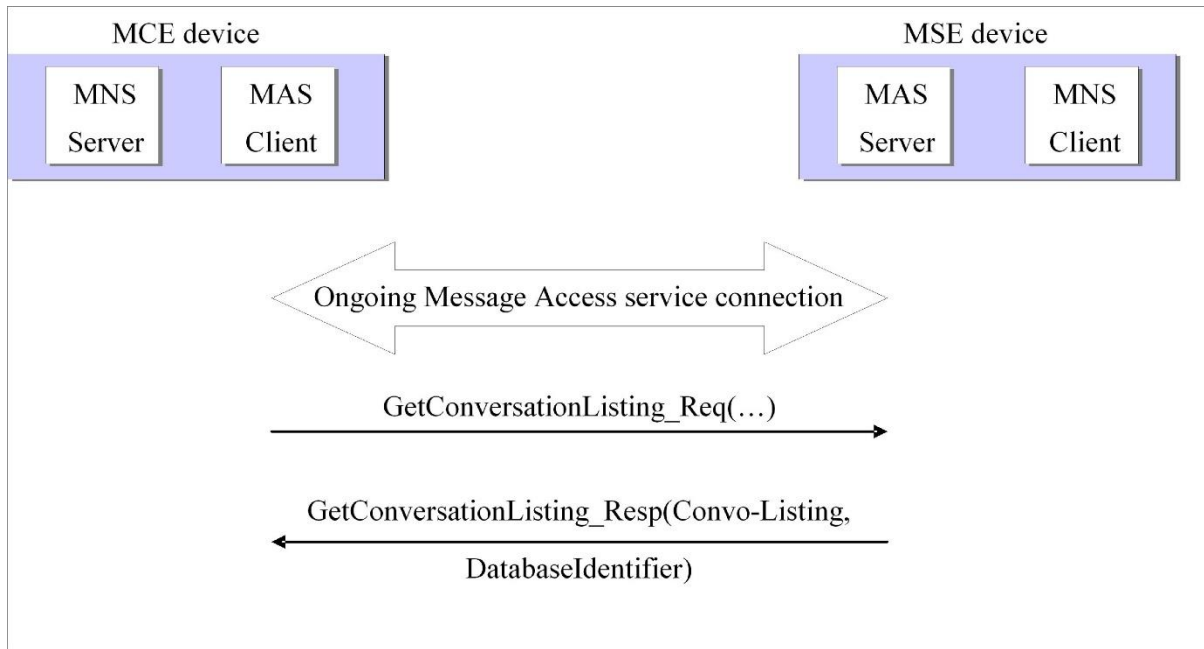 MCE device
MSE device
MNS
Server
MAS
Client
MAS
Server
MNS
Client
Ongoing Message Access service connection
GetConversationListing_Req(…)
GetConversationListing_Resp(Convo-Listing,
DatabaseIdentifier)